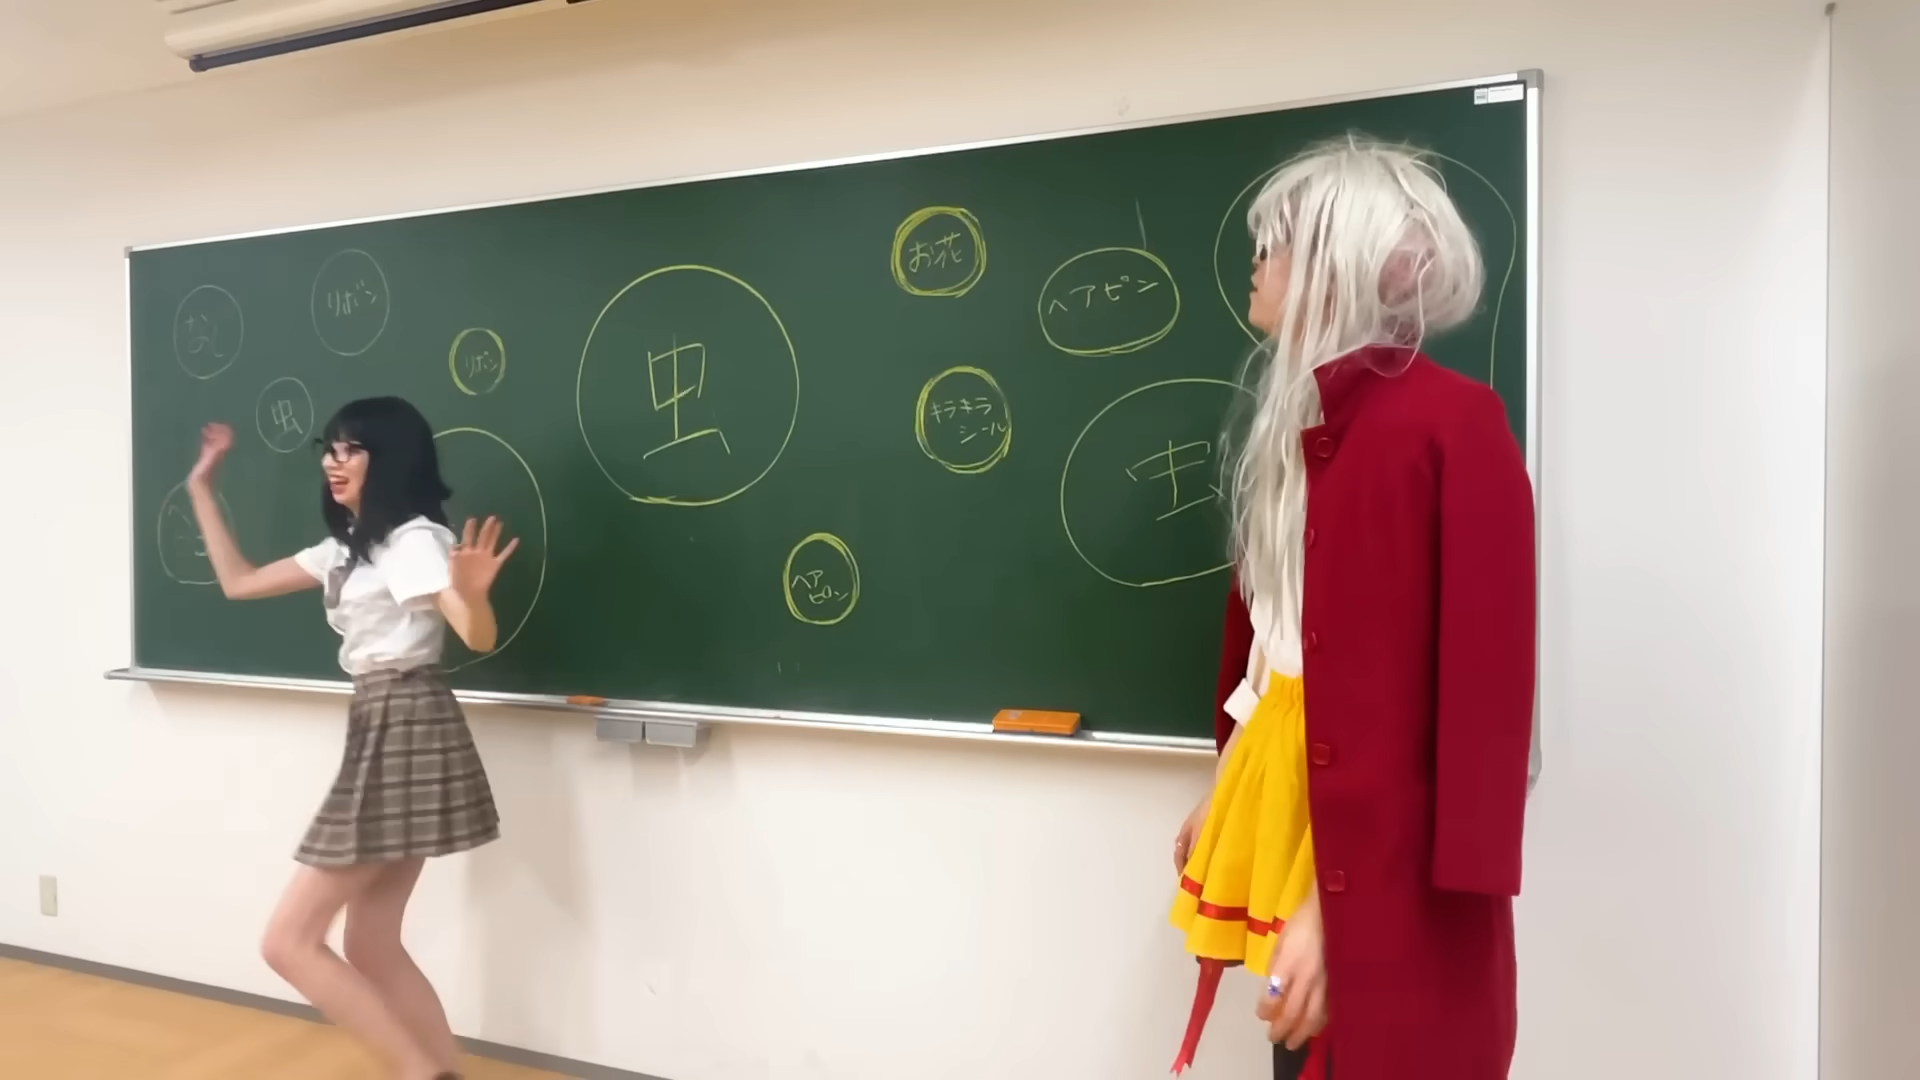 なし
リボン
虫
リボン
虫
お花
ヘアピン
キラキラ
シール
ヘア
ピン
虫